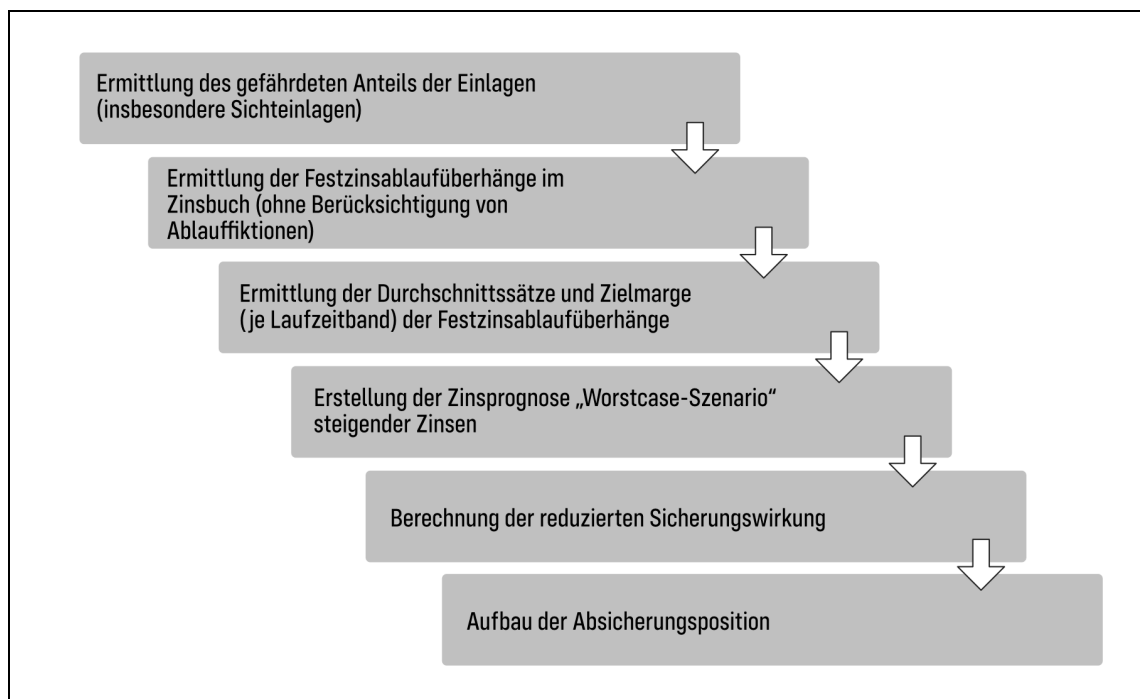 Ermittlung des gefährdeten Anteils der Einlagen
(insbesondere Sichteinlagen)
Ermittlung der Festzinsablaufüberhänge im
Zinsbuch (ohne Berücksichtigung von
Ablauffiktionen)
Ermittlung der Durchschnittssätze und Zielmarge
(je Laufzeitband) der Festzinsablaufüberhänge
Erstellung der Zinsprognose „Worstcase-Szenario“
steigender Zinsen
Berechnung der reduzierten Sicherungswirkung
Aufbau der Absicherungsposition